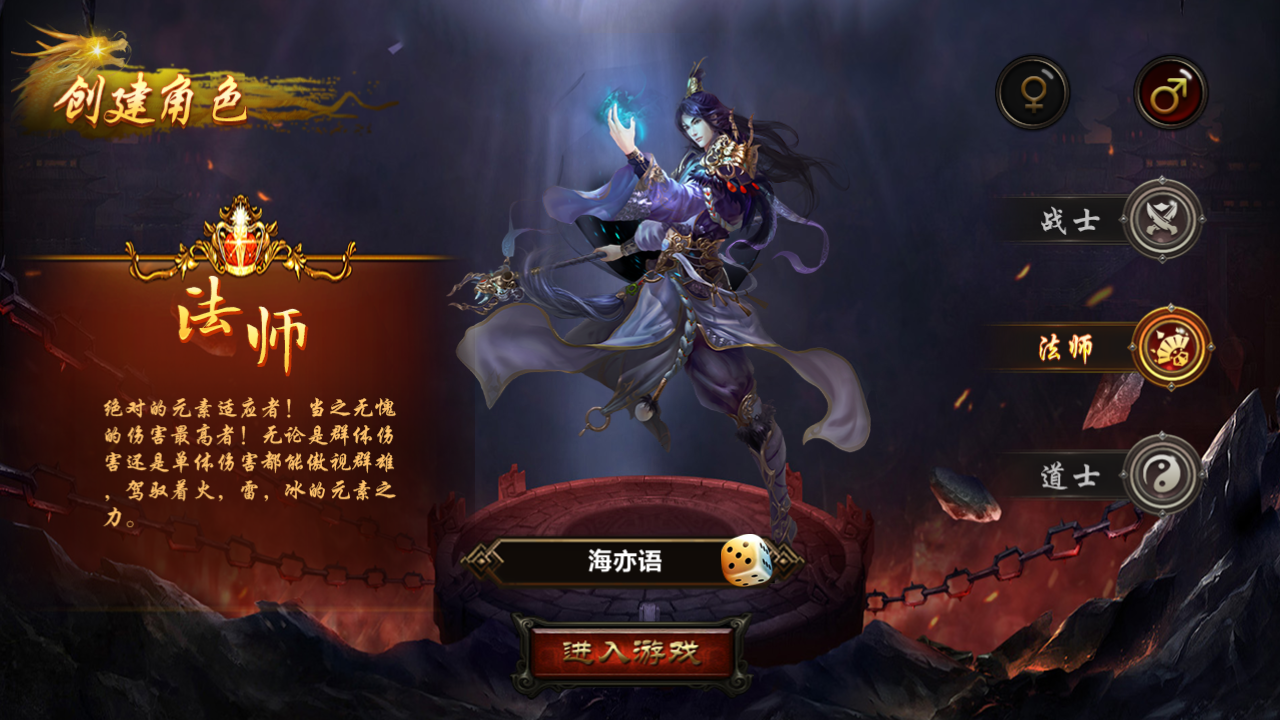 创建角色
法师
绝对的元素适应者！当之无愧
的伤害最高者！无论是群体伤
害还是单体伤害都能傲视群雄
，驾驭着火，雷，冰的元素之
力。
战士
法师
道士
海亦语
进入游戏